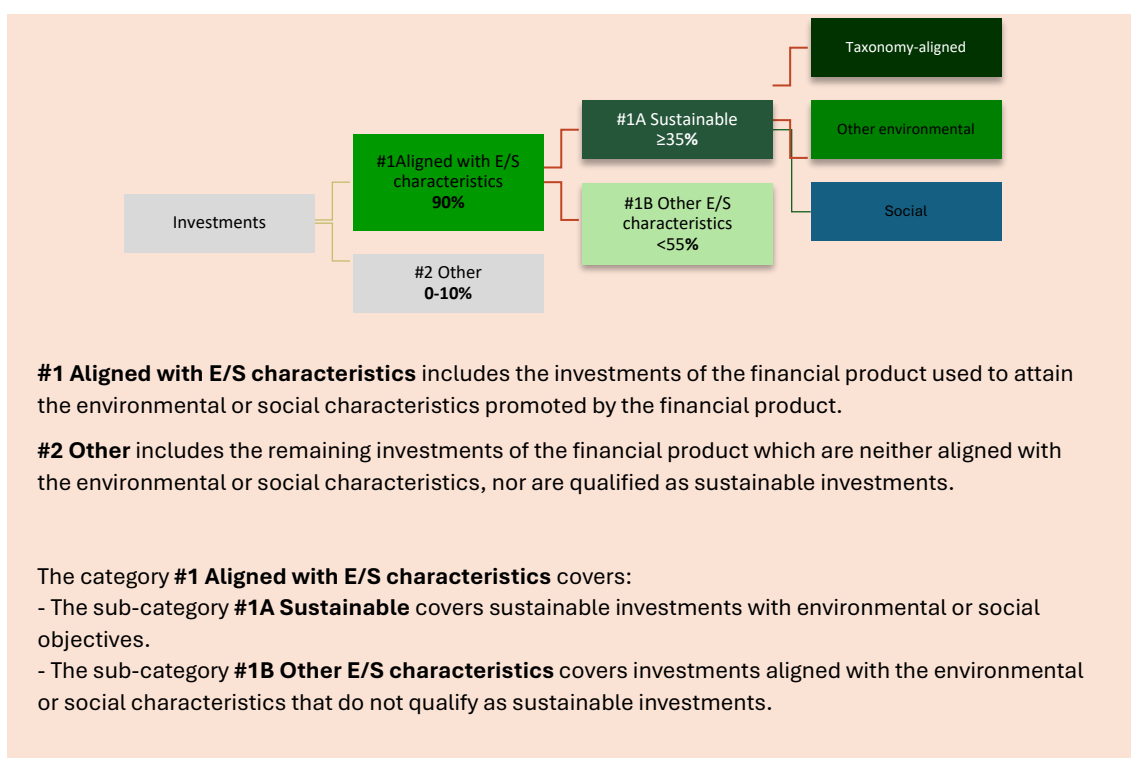 Investments
#1Aligned with E/S
characteristics
90%
#2 Other
0-10%
#1A Sustainable
≥35%
#1B Other E/S
characteristics
<55%
Taxonomy-aligned
Other environmental
Social
#1 Aligned with E/S characteristics includes the investments of the financial product used to attain
the environmental or social characteristics promoted by the financial product.
#2 Other includes the remaining investments of the financial product which are neither aligned with
the environmental or social characteristics, nor are qualified as sustainable investments.
The category #1 Aligned with E/S characteristics covers:
- The sub-category #1A Sustainable covers sustainable investments with environmental or social
objectives.
- The sub-category #1B Other E/S characteristics covers investments aligned with the environmental
or social characteristics that do not qualify as sustainable investments.